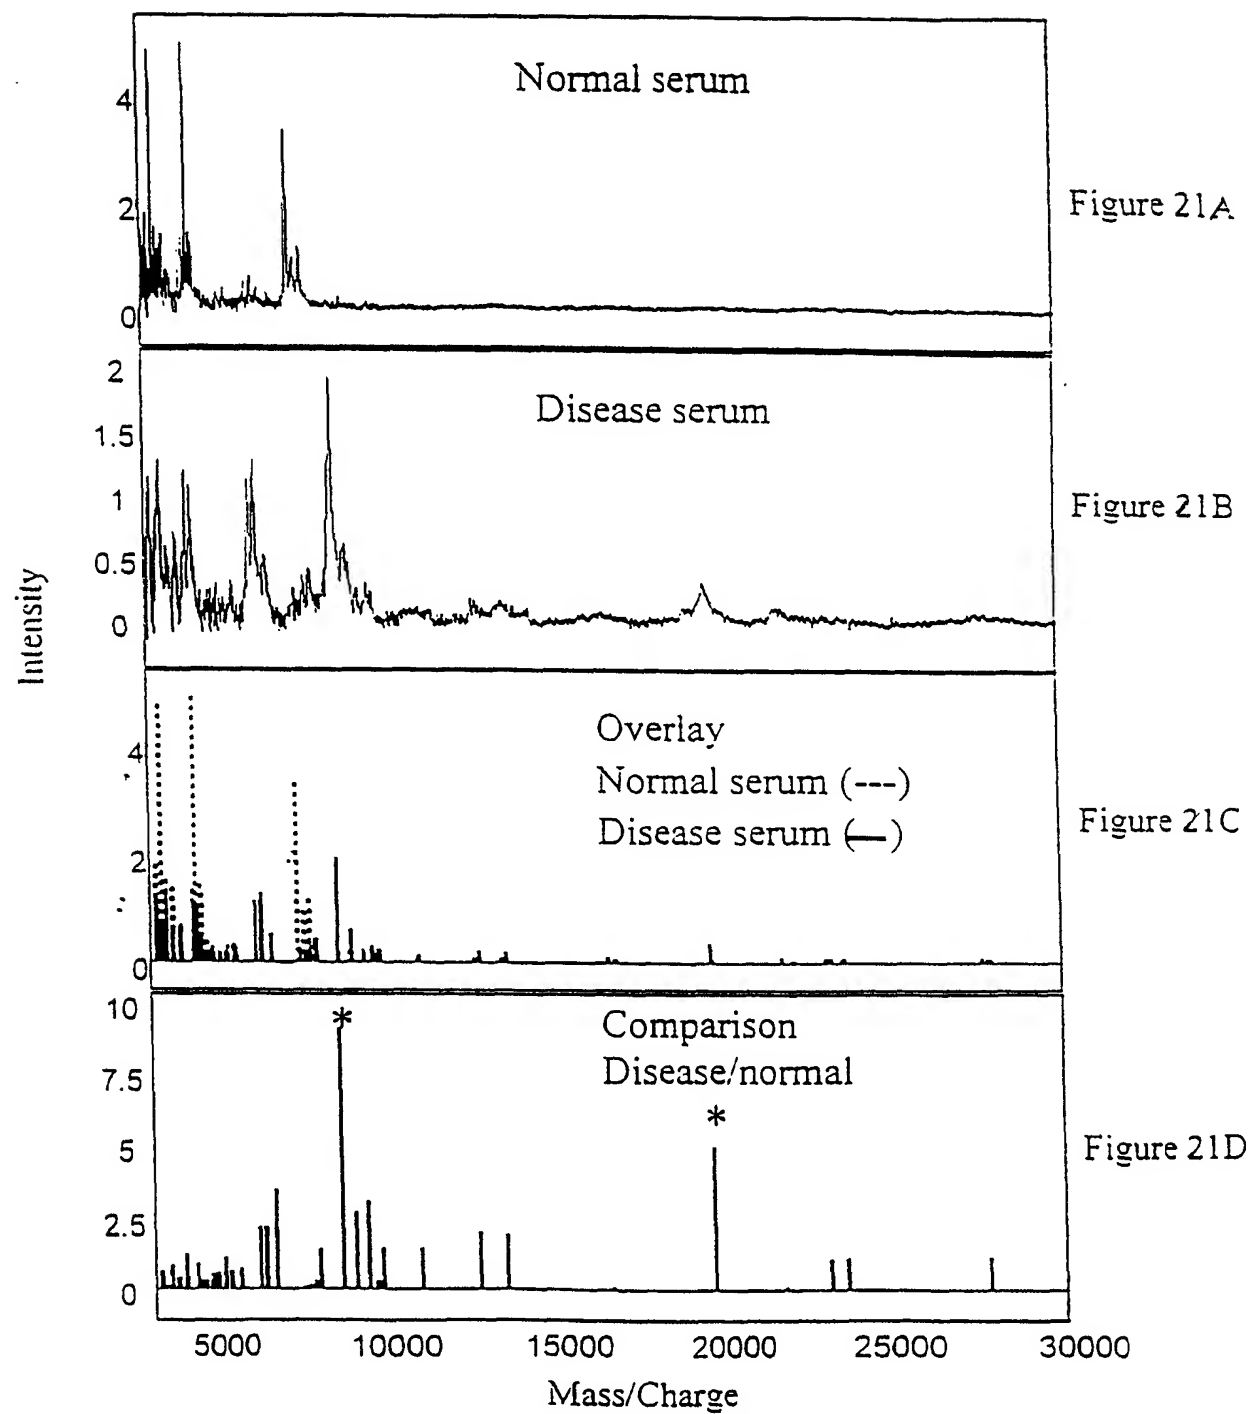 Normal serum
4
2
0
Figure 21A
Disease serum
2
1.5
1
0.5
0
Figure 21B
Intensity
Overlay
Normal serum (---)
Disease serum (—)
4
2
0
Figure 21C
Comparison
Disease/normal
*
*
10
7.5
5
2.5
0
Figure 21D
5000 10000 15000 20000 25000 30000
Mass/Charge